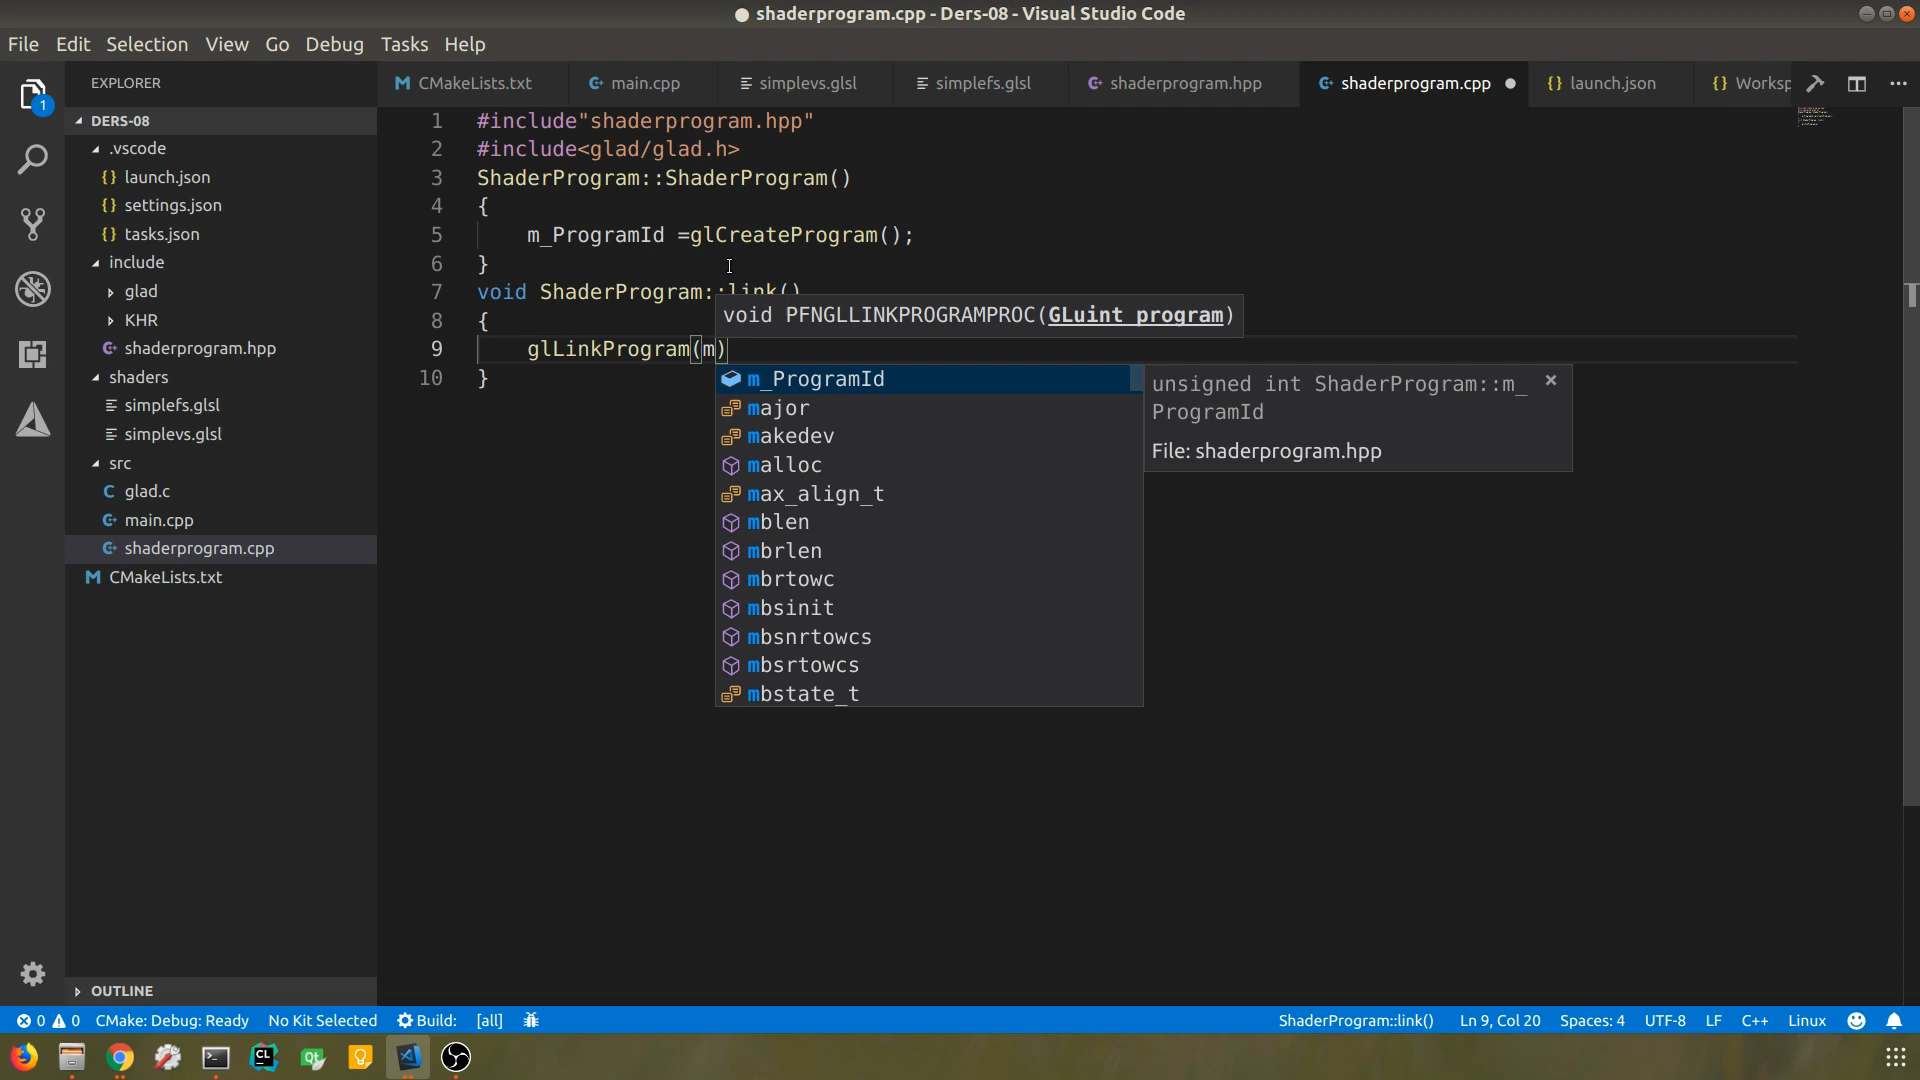 shaderprogram.cpp - Ders-08 - Visual Studio Code
File Edit Selection View Go Debug Tasks Help
1
EXPLORER
CMakeLists.txt main.cpp simplevs.glsl simplefs.glsl shaderprogram.hpp shaderprogram.cpp {} launch.json {} Worksp
DERS-08
.vscode
{} launch.json
{} settings.json
{} tasks.json
include
glad
KHR
shaderprogram.hpp
shaders
simplefs.glsl
simplevs.glsl
src
C glad.c
main.cpp
shaderprogram.cpp
CMakeLists.txt
OUTLINE
1 #include"shaderprogram.hpp"
2 #include<glad/glad.h>
3 ShaderProgram::ShaderProgram()
4 {
5 m_ProgramId =glCreateProgram();
6 }
7 void ShaderProgram::link()
8 {
void PFNGLLINKPROGRAMPROC(GLuint program)
9 glLinkProgram(m)
10 }
m_ProgramId
major
makedev
malloc
max_align_t
mblen
mbrlen
mbrtowc
mbsinit
mbsnrtowcs
mbsrtowcs
mbstate_t
unsigned int ShaderProgram::m_
ProgramId
File: shaderprogram.hpp
0 0 CMake: Debug: Ready No Kit Selected Build: [all] ShaderProgram::link() Ln 9, Col 20 Spaces: 4 UTF-8 LF C++ Linux
CL Qt